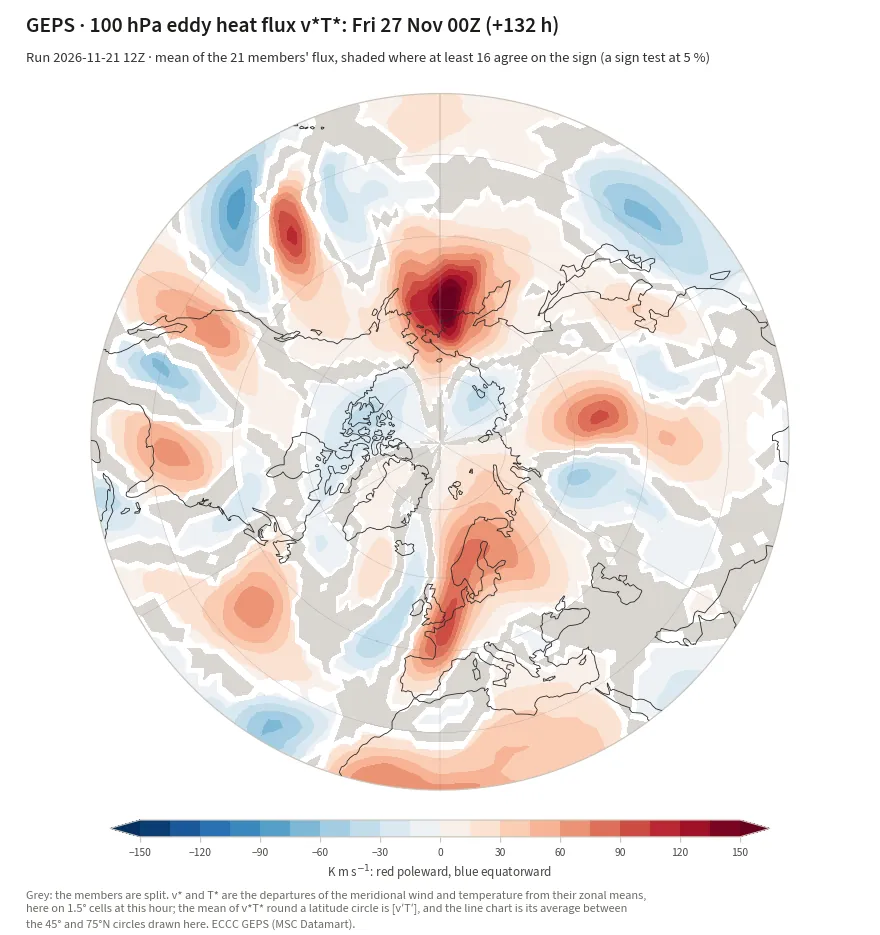 GEPS · 100 hPa eddy heat flux v*T*: Fri 27 Nov 00Z (+132 h)
Run 2026-11-21 12Z · mean of the 21 members' flux, shaded where at least 16 agree on the sign (a sign test at 5 %)
−150 −120 −90 −60 −30 0 30 60 90 120 150
K m s⁻¹: red poleward, blue equatorward
Grey: the members are split. v* and T* are the departures of the meridional wind and temperature from their zonal means,
here on 1.5° cells at this hour; the mean of v*T* round a latitude circle is [v'T'], and the line chart is its average between
the 45° and 75°N circles drawn here. ECCC GEPS (MSC Datamart).